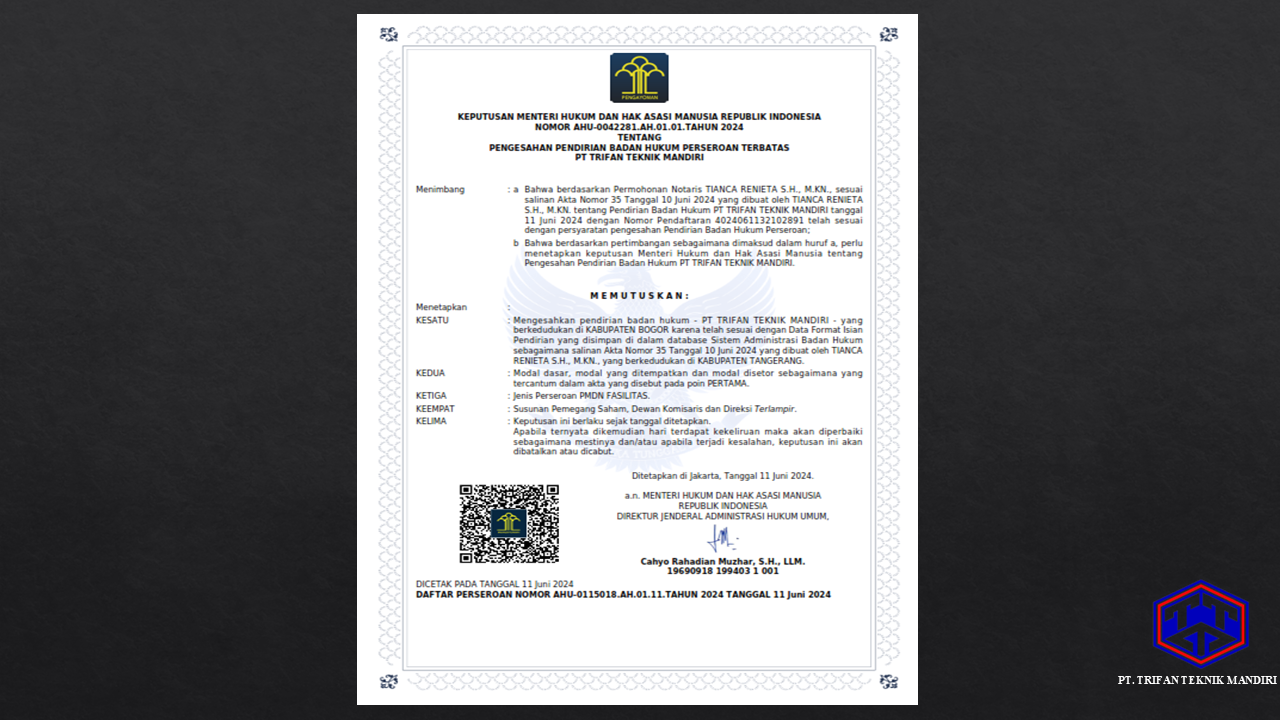 PENGAYOMAN
KEPUTUSAN MENTERI HUKUM DAN HAK ASASI MANUSIA REPUBLIK INDONESIA
NOMOR AHU-0042281.AH.01.01.TAHUN 2024
TENTANG
PENGESAHAN PENDIRIAN BADAN HUKUM PERSEROAN TERBATAS
PT TRIFAN TEKNIK MANDIRI
Menimbang : a Bahwa berdasarkan Permohonan Notaris TIANCA RENIETA S.H., M.KN., sesuai
salinan Akta Nomor 35 Tanggal 10 Juni 2024 yang dibuat oleh TIANCA RENIETA
S.H., M.KN. tentang Pendirian Badan Hukum PT TRIFAN TEKNIK MANDIRI tanggal
11 Juni 2024 dengan Nomor Pendaftaran 4024061132102891 telah sesuai
dengan persyaratan pengesahan Pendirian Badan Hukum Perseroan;
b Bahwa berdasarkan pertimbangan sebagaimana dimaksud dalam huruf a, perlu
menetapkan keputusan Menteri Hukum dan Hak Asasi Manusia tentang
Pengesahan Pendirian Badan Hukum PT TRIFAN TEKNIK MANDIRI.
M E M U T U S K A N :
Menetapkan :
KESATU : Mengesahkan pendirian badan hukum - PT TRIFAN TEKNIK MANDIRI - yang
berkedudukan di KABUPATEN BOGOR karena telah sesuai dengan Data Format Isian
Pendirian yang disimpan di dalam database Sistem Administrasi Badan Hukum
sebagaimana salinan Akta Nomor 35 Tanggal 10 Juni 2024 yang dibuat oleh TIANCA
RENIETA S.H., M.KN., yang berkedudukan di KABUPATEN TANGERANG.
KEDUA : Modal dasar, modal yang ditempatkan dan modal disetor sebagaimana yang
tercantum dalam akta yang disebut pada poin PERTAMA.
KETIGA : Jenis Perseroan PMDN FASILITAS.
KEEMPAT : Susunan Pemegang Saham, Dewan Komisaris dan Direksi Terlampir.
KELIMA : Keputusan ini berlaku sejak tanggal ditetapkan.
Apabila ternyata dikemudian hari terdapat kekeliruan maka akan diperbaiki
sebagaimana mestinya dan/atau apabila terjadi kesalahan, keputusan ini akan
dibatalkan atau dicabut.
Ditetapkan di Jakarta, Tanggal 11 Juni 2024.
a.n. MENTERI HUKUM DAN HAK ASASI MANUSIA
REPUBLIK INDONESIA
DIREKTUR JENDERAL ADMINISTRASI HUKUM UMUM,
Cahyo Rahadian Muzhar, S.H., LLM.
19690918 199403 1 001
DICETAK PADA TANGGAL 11 Juni 2024
DAFTAR PERSEROAN NOMOR AHU-0115018.AH.01.11.TAHUN 2024 TANGGAL 11 Juni 2024
PT. TRIFAN TEKNIK MANDIRI